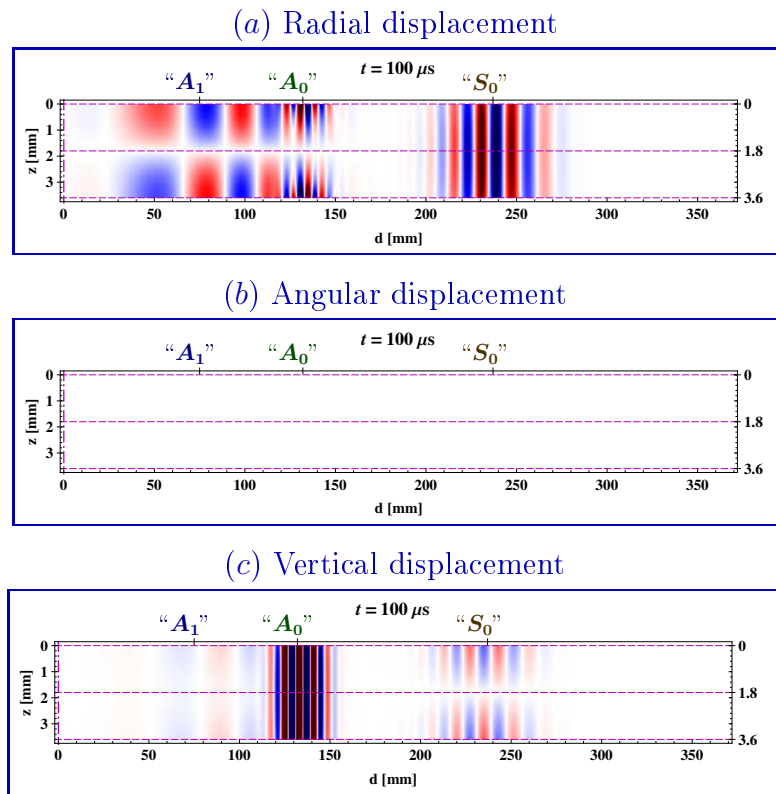 (a) Radial displacement
“A₁” “A₀” t = 100 μs “S₀”
0 0
1
z [mm] 2 1.8
3 3.6
0 50 100 150 200 250 300 350
d [mm]
(b) Angular displacement
“A₁” “A₀” t = 100 μs “S₀”
0 0
1
z [mm] 2 1.8
3 3.6
0 50 100 150 200 250 300 350
d [mm]
(c) Vertical displacement
“A₁” “A₀” t = 100 μs “S₀”
0 0
1
z [mm] 2 1.8
3 3.6
0 50 100 150 200 250 300 350
d [mm]